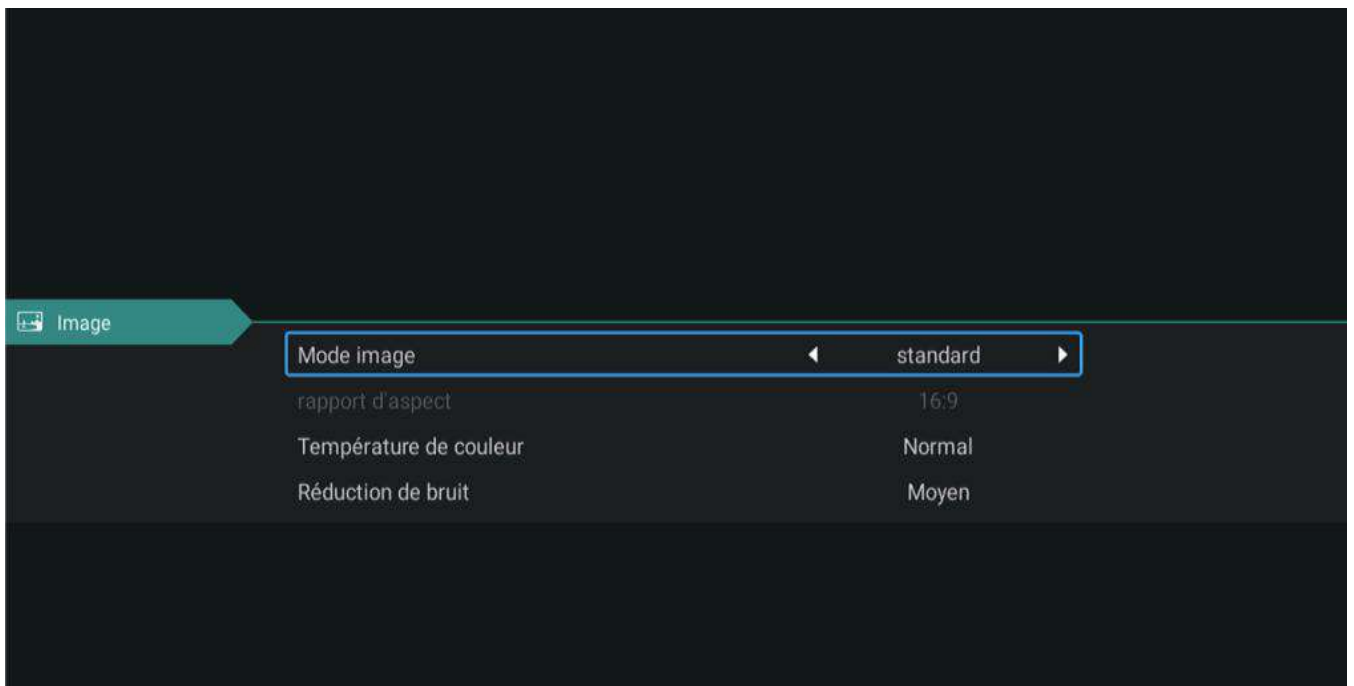 Image
Mode image standard
rapport d'aspect 16:9
Température de couleur Normal
Réduction de bruit Moyen